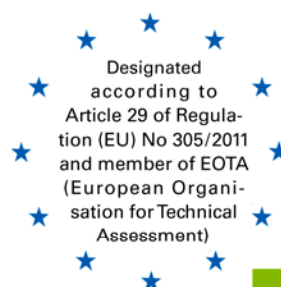 Designated
according to
Article 29 of Regula-
tion (EU) No 305/2011
and member of EOTA
(European Organi-
sation for Technical
Assessment)